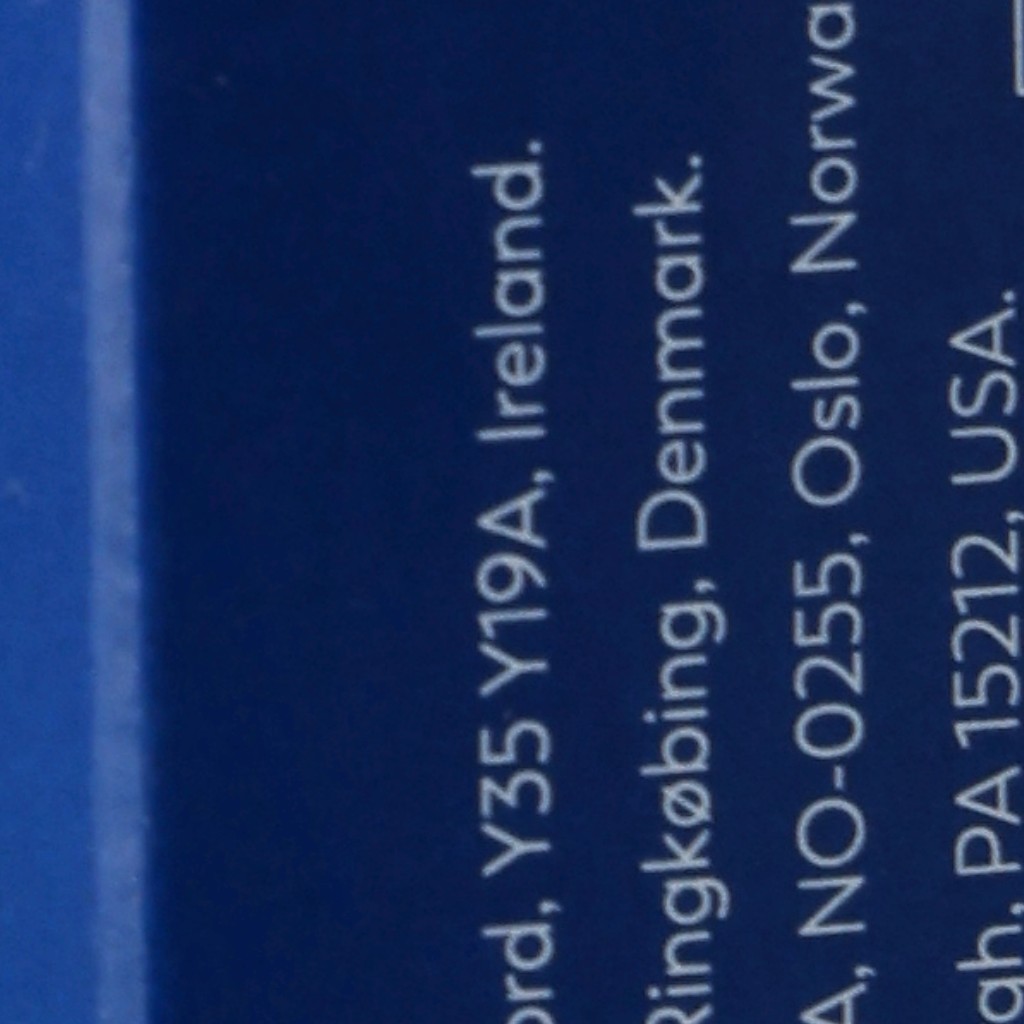 ord, Y35 Y19A, Ireland.
Ringkøbing, Denmark.
A, NO-0255, Oslo, Norwa
gh, PA 15212, USA.